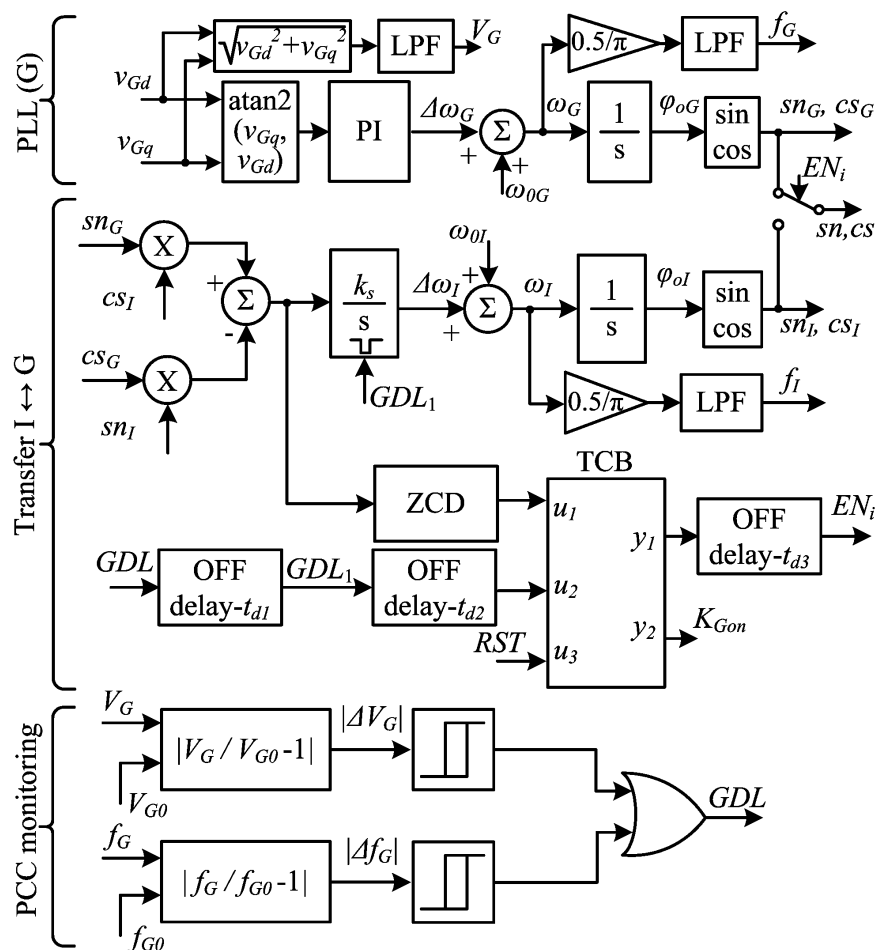 PLL (G)
v_Gd
v_Gq
√v_Gd²+v_Gq²
LPF
V_G
atan2
(v_Gq,
v_Gd)
PI
Δω_G
+
Σ
+
ω_0G
ω_G
0.5/π
LPF
f_G
1
s
φ_oG
sin
cos
sn_G, cs_G
EN_i
sn,cs
Transfer I ↔ G
sn_G
X
cs_I
cs_G
X
sn_I
+
Σ
-
k_s
s
GDL_1
Δω_I
ω_0I
+
+
Σ
ω_I
1
s
φ_oI
sin
cos
sn_I, cs_I
0.5/π
LPF
f_I
ZCD
TCB
u_1
u_2
u_3
y_1
y_2
GDL
OFF
delay-t_d1
GDL_1
OFF
delay-t_d2
RST
OFF
delay-t_d3
EN_i
K_Gon
PCC monitoring
V_G
V_G0
|V_G / V_G0 -1|
|ΔV_G|
f_G
f_G0
|f_G / f_G0 -1|
|Δf_G|
GDL